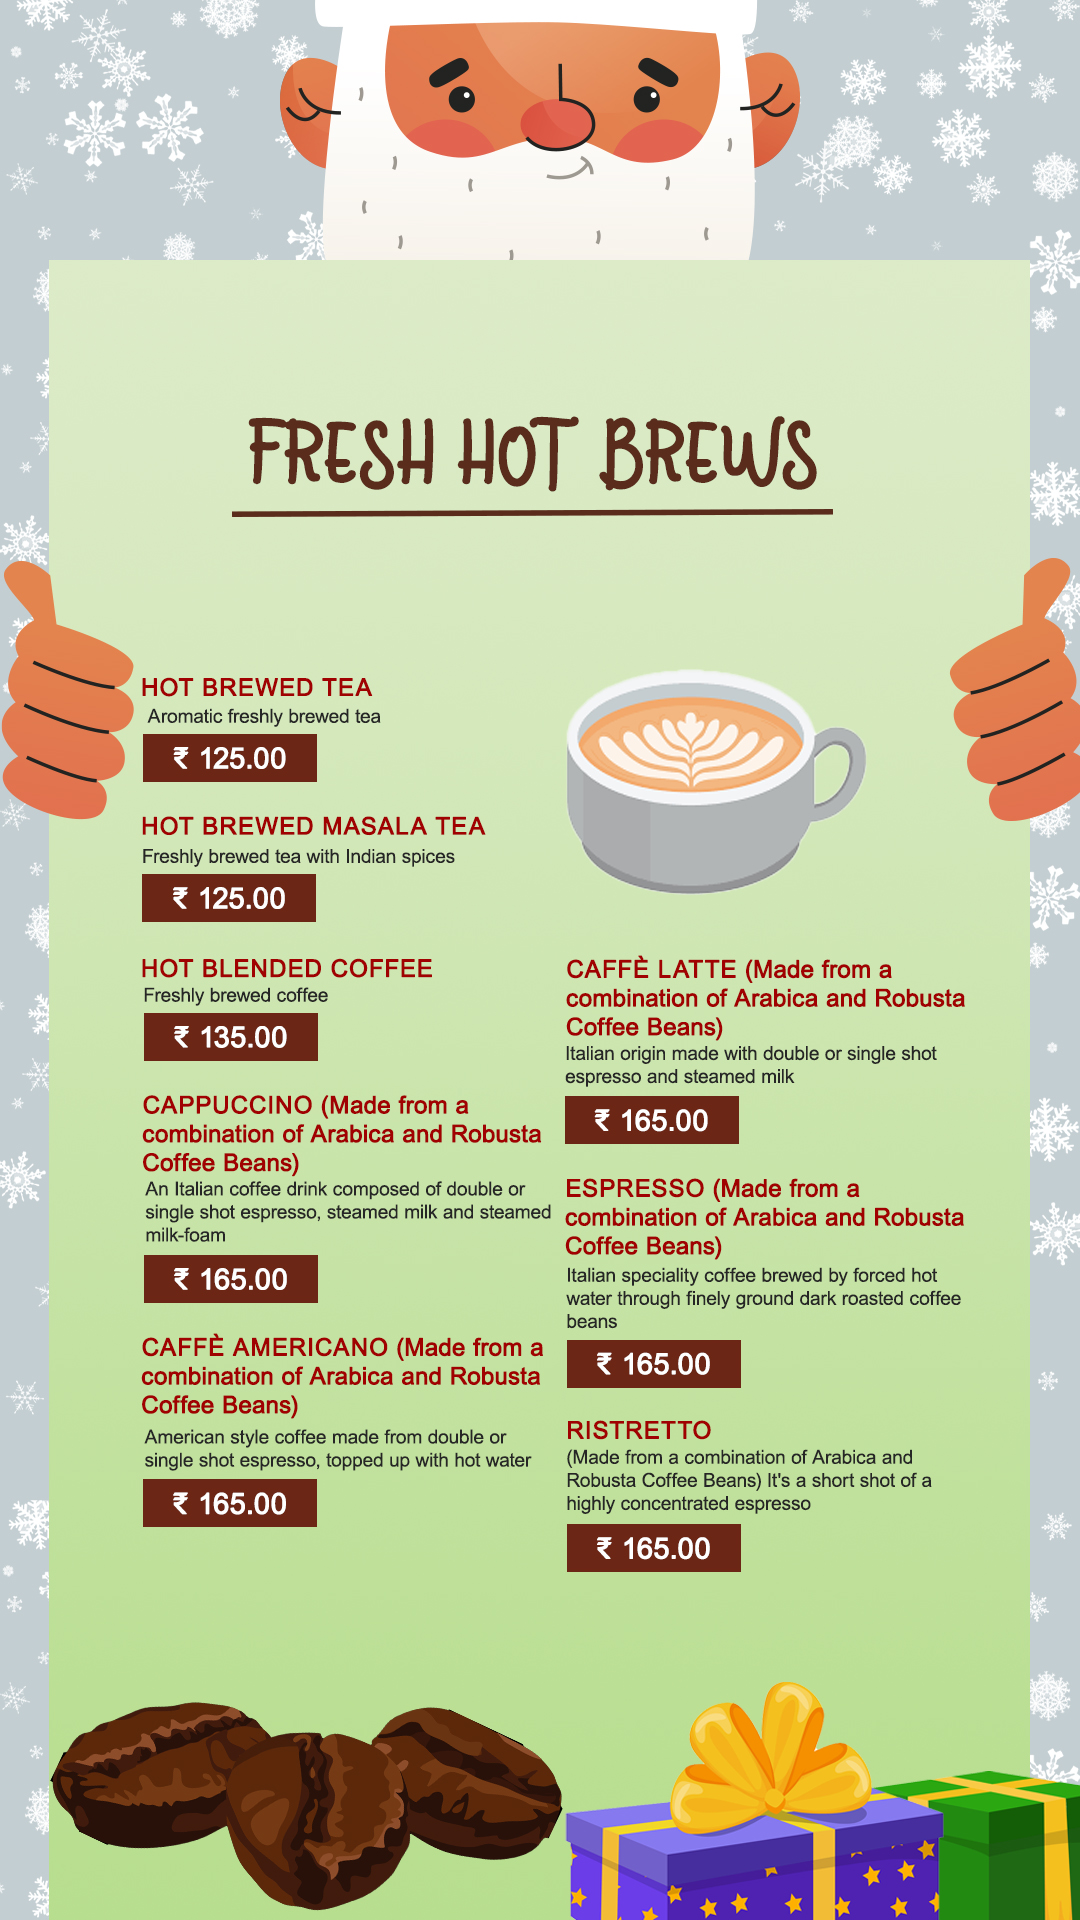 FRESH HOT BREWS
HOT BREWED TEA
Aromatic freshly brewed tea
₹ 125.00
HOT BREWED MASALA TEA
Freshly brewed tea with Indian spices
₹ 125.00
HOT BLENDED COFFEE
Freshly brewed coffee
₹ 135.00
CAPPUCCINO (Made from a
combination of Arabica and Robusta
Coffee Beans)
An Italian coffee drink composed of double or
single shot espresso, steamed milk and steamed
milk-foam
₹ 165.00
CAFFÈ AMERICANO (Made from a
combination of Arabica and Robusta
Coffee Beans)
American style coffee made from double or
single shot espresso, topped up with hot water
₹ 165.00
CAFFÈ LATTE (Made from a
combination of Arabica and Robusta
Coffee Beans)
Italian origin made with double or single shot
espresso and steamed milk
₹ 165.00
ESPRESSO (Made from a
combination of Arabica and Robusta
Coffee Beans)
Italian speciality coffee brewed by forced hot
water through finely ground dark roasted coffee
beans
₹ 165.00
RISTRETTO
(Made from a combination of Arabica and
Robusta Coffee Beans) It's a short shot of a
highly concentrated espresso
₹ 165.00